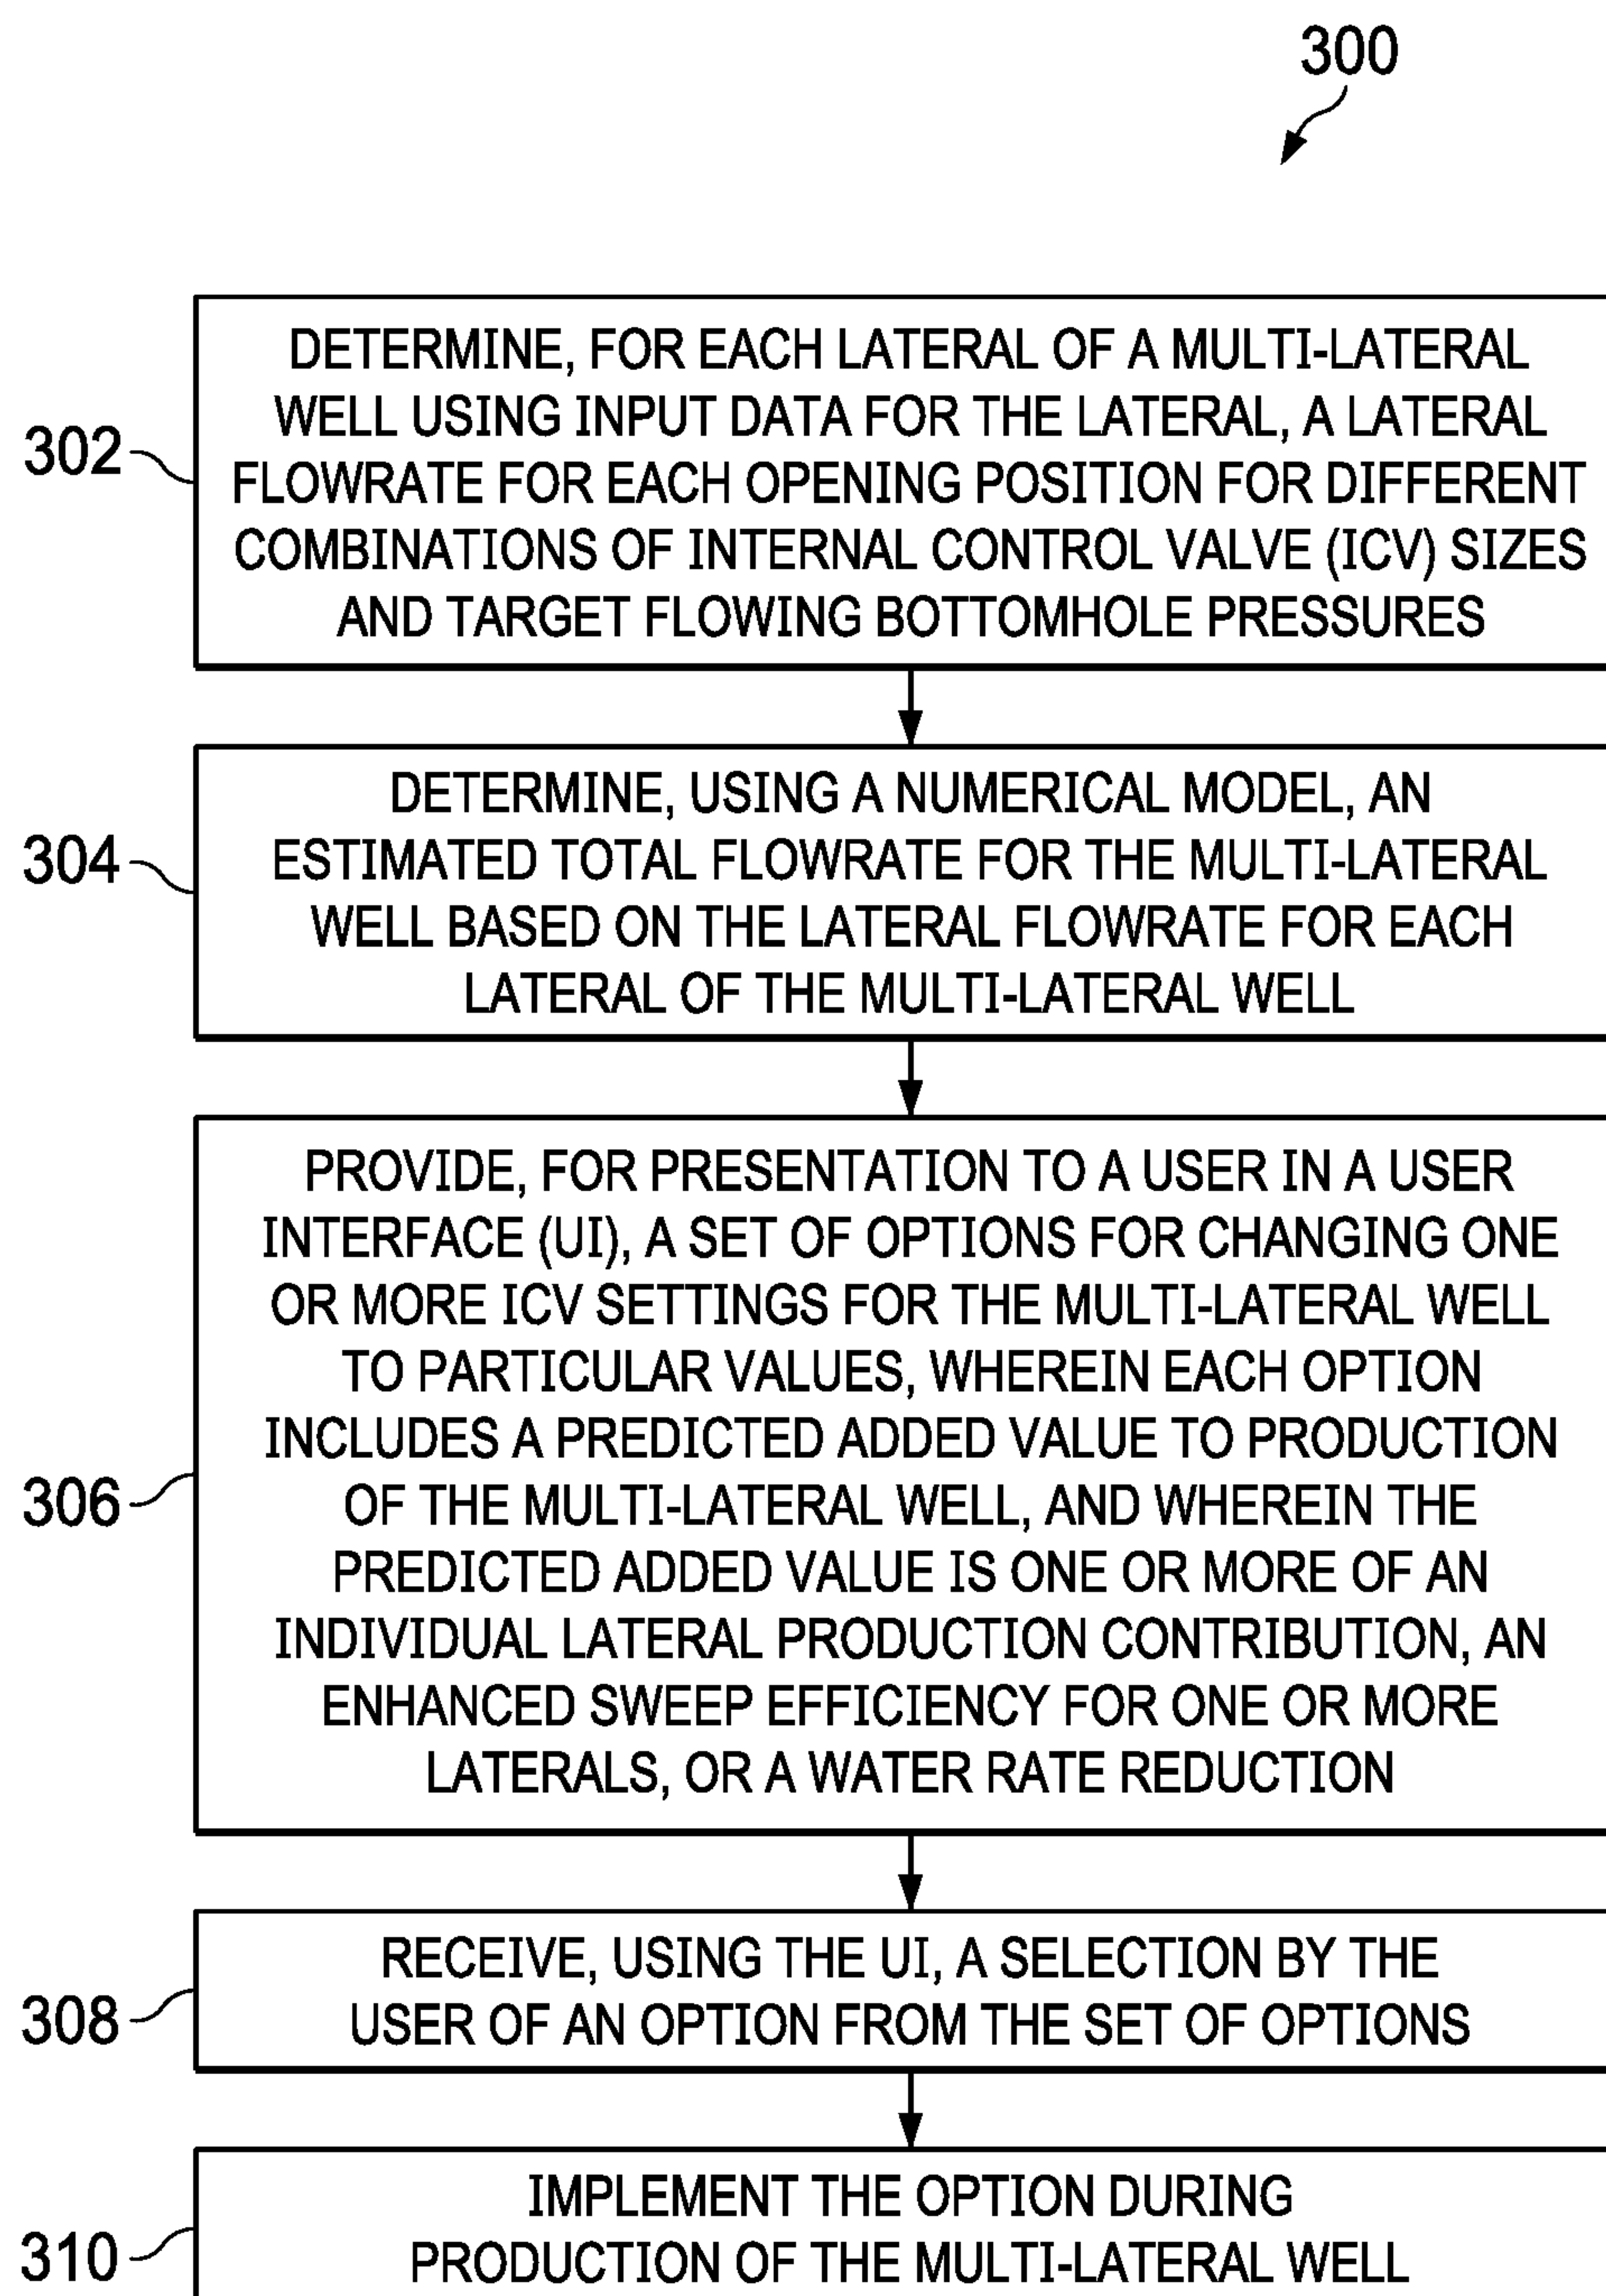 300
302
DETERMINE, FOR EACH LATERAL OF A MULTI-LATERAL
WELL USING INPUT DATA FOR THE LATERAL, A LATERAL
FLOWRATE FOR EACH OPENING POSITION FOR DIFFERENT
COMBINATIONS OF INTERNAL CONTROL VALVE (ICV) SIZES
AND TARGET FLOWING BOTTOMHOLE PRESSURES
304
DETERMINE, USING A NUMERICAL MODEL, AN
ESTIMATED TOTAL FLOWRATE FOR THE MULTI-LATERAL
WELL BASED ON THE LATERAL FLOWRATE FOR EACH
LATERAL OF THE MULTI-LATERAL WELL
306
PROVIDE, FOR PRESENTATION TO A USER IN A USER
INTERFACE (UI), A SET OF OPTIONS FOR CHANGING ONE
OR MORE ICV SETTINGS FOR THE MULTI-LATERAL WELL
TO PARTICULAR VALUES, WHEREIN EACH OPTION
INCLUDES A PREDICTED ADDED VALUE TO PRODUCTION
OF THE MULTI-LATERAL WELL, AND WHEREIN THE
PREDICTED ADDED VALUE IS ONE OR MORE OF AN
INDIVIDUAL LATERAL PRODUCTION CONTRIBUTION, AN
ENHANCED SWEEP EFFICIENCY FOR ONE OR MORE
LATERALS, OR A WATER RATE REDUCTION
308
RECEIVE, USING THE UI, A SELECTION BY THE
USER OF AN OPTION FROM THE SET OF OPTIONS
310
IMPLEMENT THE OPTION DURING
PRODUCTION OF THE MULTI-LATERAL WELL